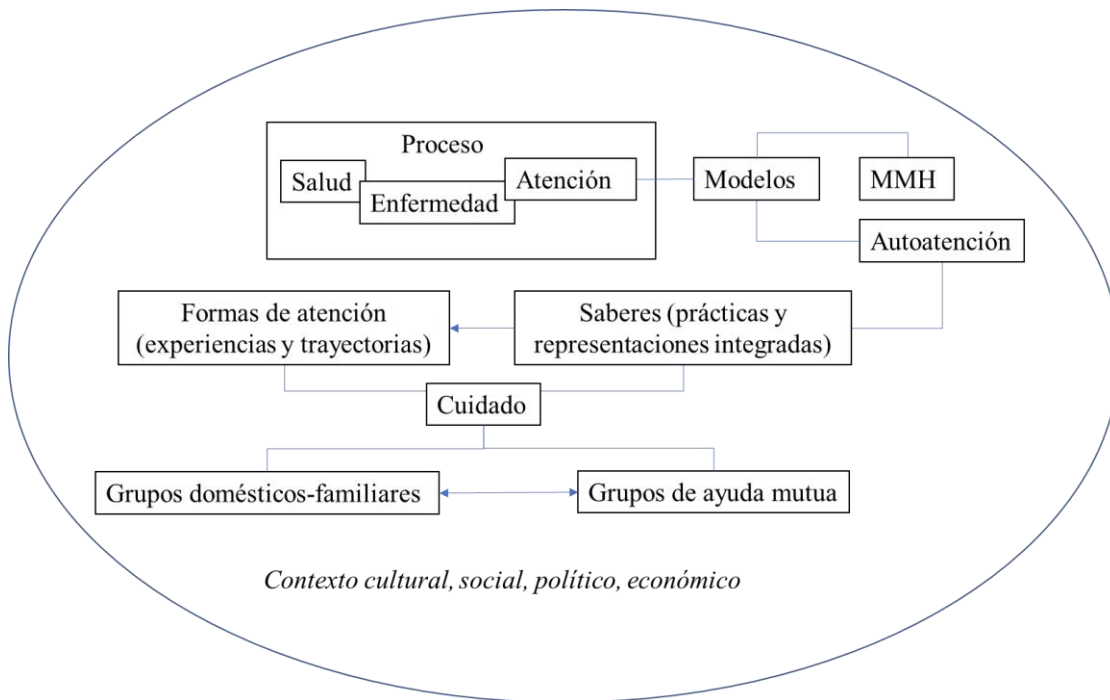 Proceso
Salud
Enfermedad
Atención
Modelos
MMH
Autoatención
Formas de atención
(experiencias y trayectorias)
Saberes (prácticas y
representaciones integradas)
Cuidado
Grupos domésticos-familiares
Grupos de ayuda mutua
Contexto cultural, social, político, económico